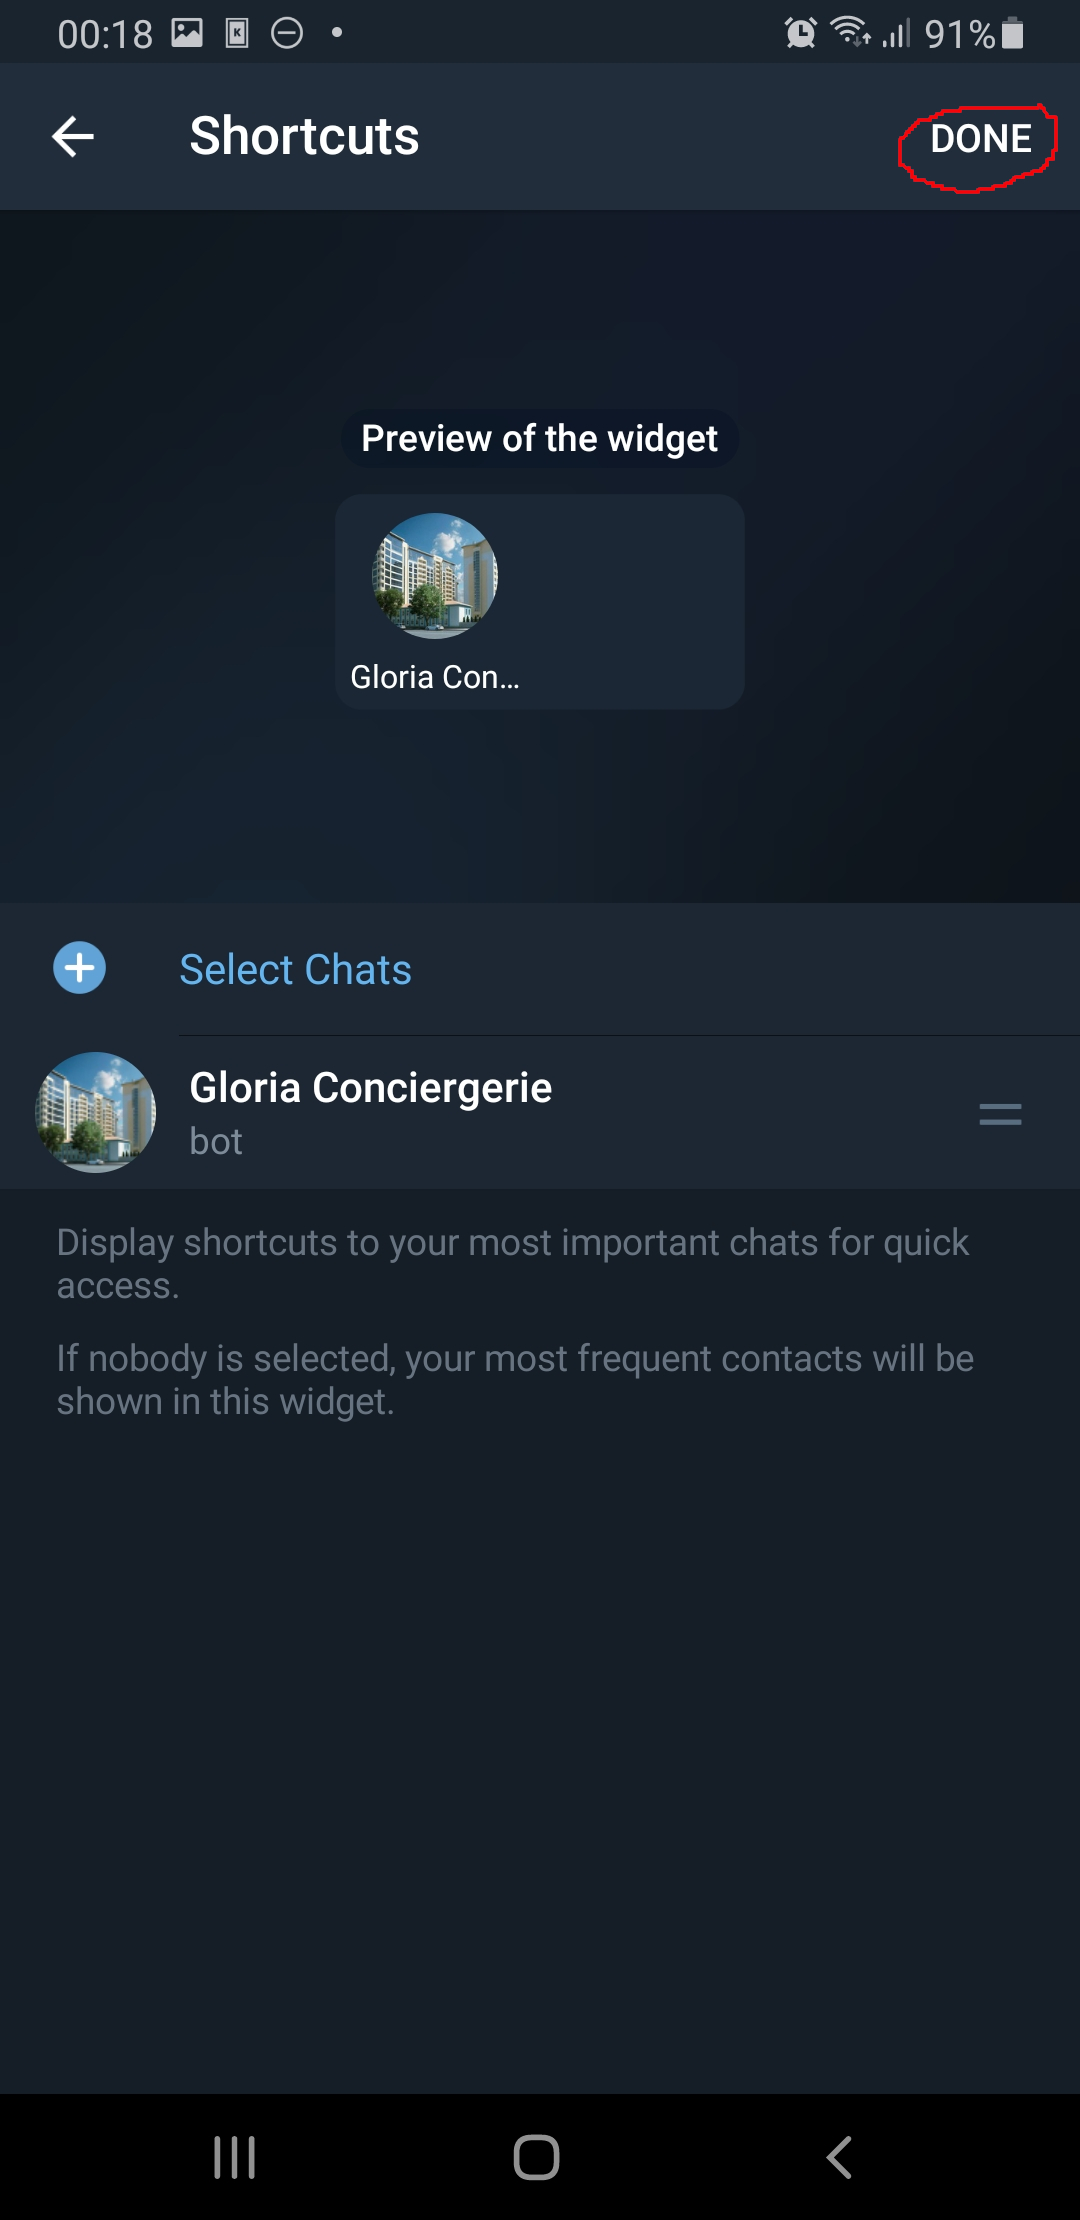 00:18 K 91%
Shortcuts DONE
Preview of the widget
Gloria Con...
Select Chats
Gloria Conciergerie
bot
Display shortcuts to your most important chats for quick
access.
If nobody is selected, your most frequent contacts will be
shown in this widget.